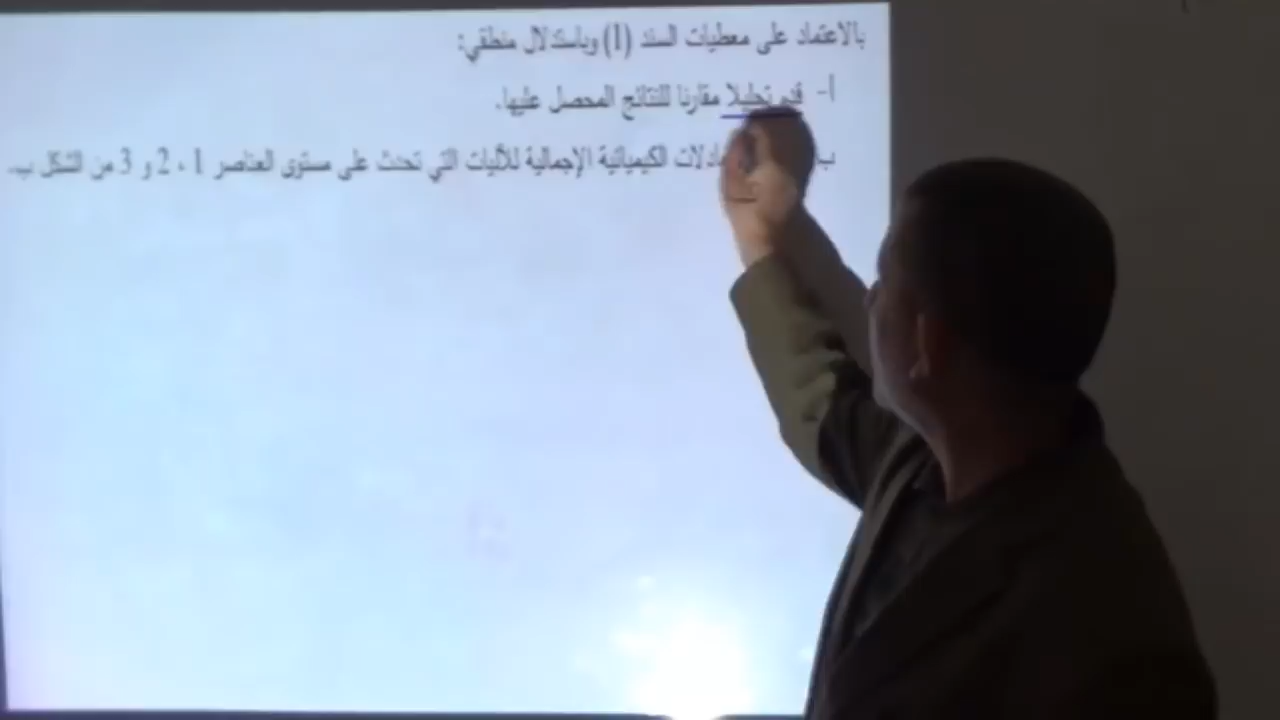 بالاعتماد على معطيات السند (I) وباستدلال منطقي:
أ- قدم تحليلا مقارنا للنتائج المحصل عليها.
ب الكيميائية الإجمالية للآليات التي تحدث على مستوى العناصر 1 ، 2 و 3 من الشكل ب.